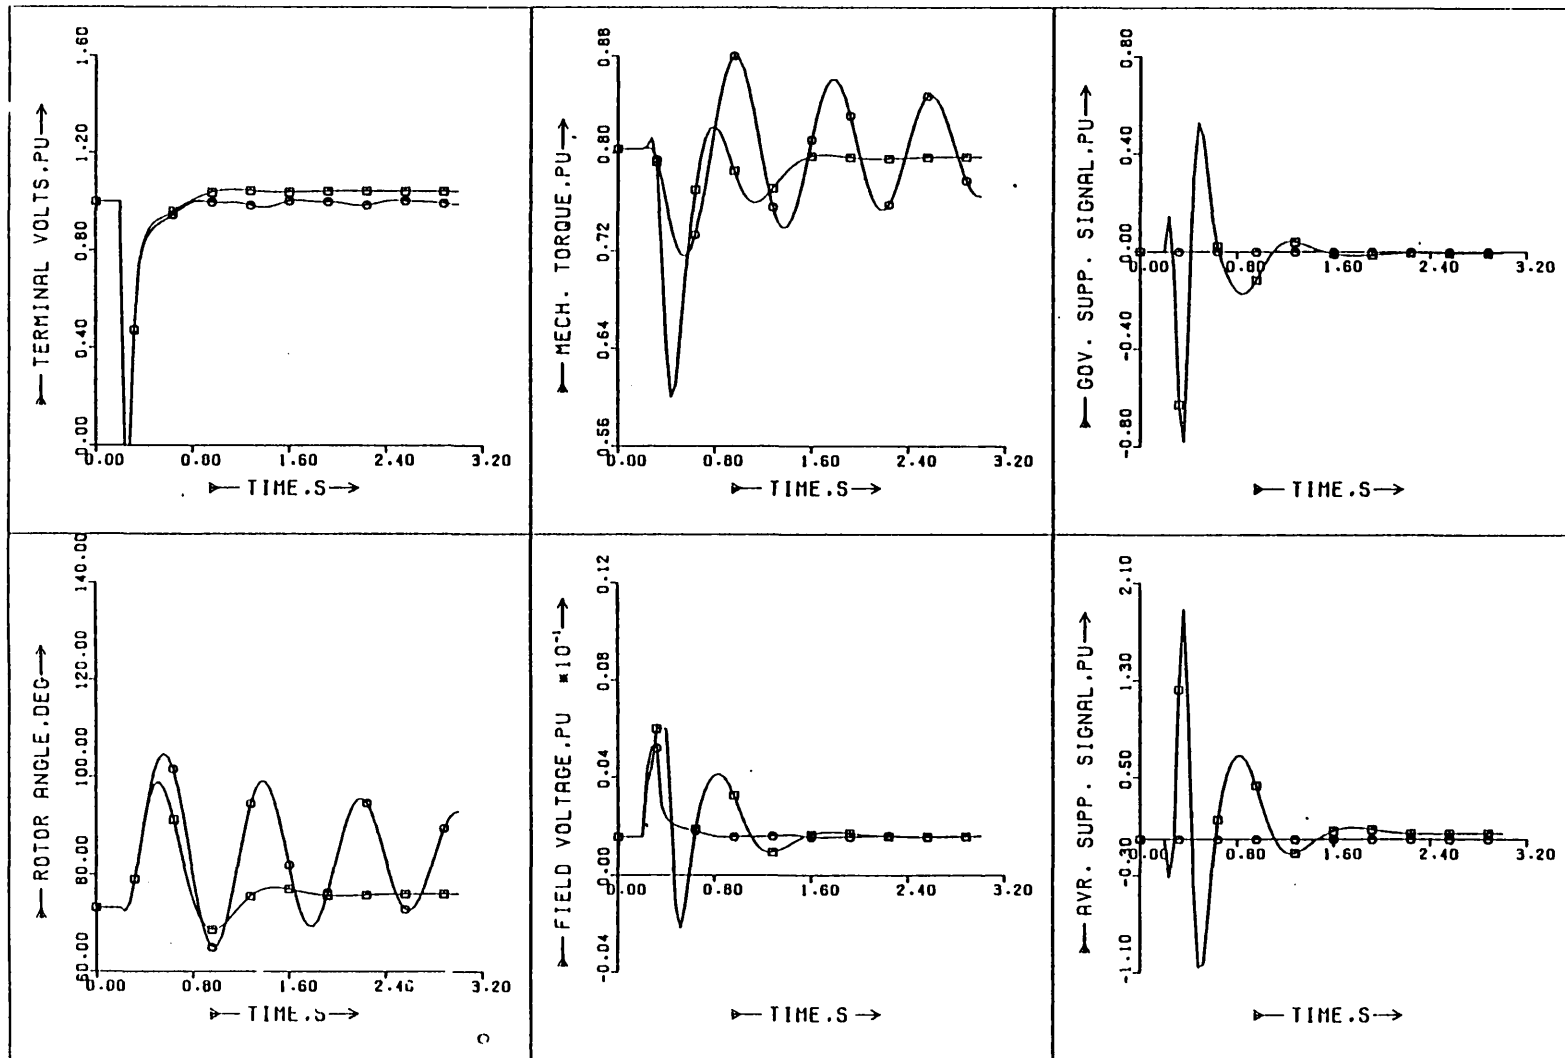 TERMINAL VOLTS.PU
1.60
1.20
0.80
0.40
0.00
0.00 0.80 1.60 2.40 3.20
TIME.S
MECH. TORQUE.PU
0.88
0.80
0.72
0.64
0.56
0.00 0.80 1.60 2.40 3.20
TIME.S
GOV. SUPP. SIGNAL.PU
0.80
0.40
0.00
-0.40
-0.80
0.00 0.80 1.60 2.40 3.20
TIME.S
ROTOR ANGLE.DEG
140.00
120.00
100.00
80.00
60.00
0.00 0.80 1.60 2.40 3.20
TIME.S
FIELD VOLTAGE.PU *10⁻¹
0.12
0.08
0.04
0.00
-0.04
0.00 0.80 1.60 2.40 3.20
TIME.S
AVR. SUPP. SIGNAL.PU
2.10
1.30
0.50
-0.30
-1.10
0.00 0.80 1.60 2.40 3.20
TIME.S